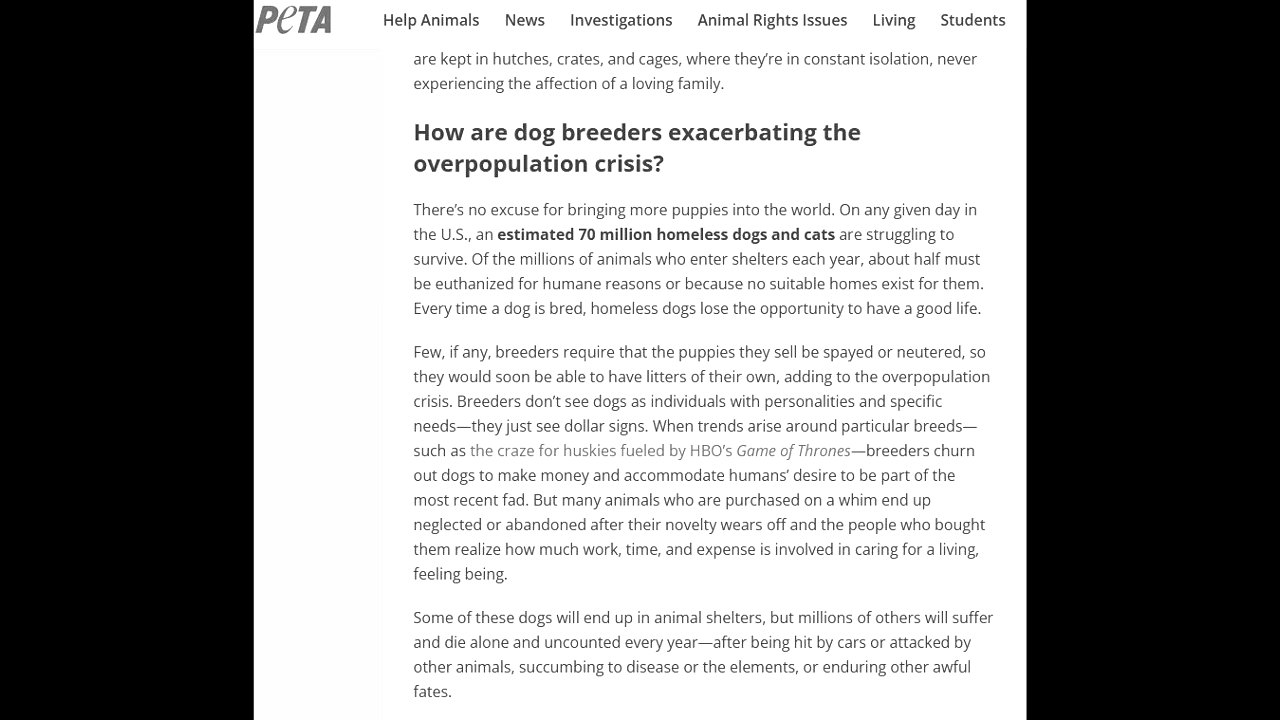 PETA
Help Animals News Investigations Animal Rights Issues Living Students
are kept in hutches, crates, and cages, where they’re in constant isolation, never
experiencing the affection of a loving family.
How are dog breeders exacerbating the
overpopulation crisis?
There’s no excuse for bringing more puppies into the world. On any given day in
the U.S., an estimated 70 million homeless dogs and cats are struggling to
survive. Of the millions of animals who enter shelters each year, about half must
be euthanized for humane reasons or because no suitable homes exist for them.
Every time a dog is bred, homeless dogs lose the opportunity to have a good life.
Few, if any, breeders require that the puppies they sell be spayed or neutered, so
they would soon be able to have litters of their own, adding to the overpopulation
crisis. Breeders don’t see dogs as individuals with personalities and specific
needs—they just see dollar signs. When trends arise around particular breeds—
such as the craze for huskies fueled by HBO’s Game of Thrones—breeders churn
out dogs to make money and accommodate humans’ desire to be part of the
most recent fad. But many animals who are purchased on a whim end up
neglected or abandoned after their novelty wears off and the people who bought
them realize how much work, time, and expense is involved in caring for a living,
feeling being.
Some of these dogs will end up in animal shelters, but millions of others will suffer
and die alone and uncounted every year—after being hit by cars or attacked by
other animals, succumbing to disease or the elements, or enduring other awful
fates.